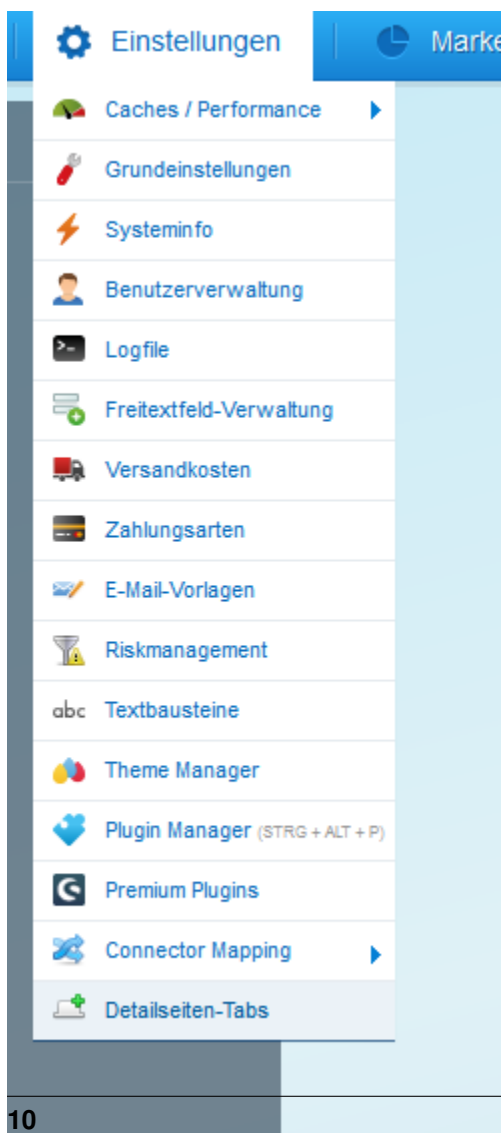 Einstellungen
Caches / Performance
Grundeinstellungen
Systeminfo
Benutzerverwaltung
Logfile
Freitextfeld-Verwaltung
Versandkosten
Zahlungsarten
E-Mail-Vorlagen
Riskmanagement
abc Textbausteine
Theme Manager
Plugin Manager (STRG + ALT + P)
Premium Plugins
Connector Mapping
Detailseiten-Tabs
10